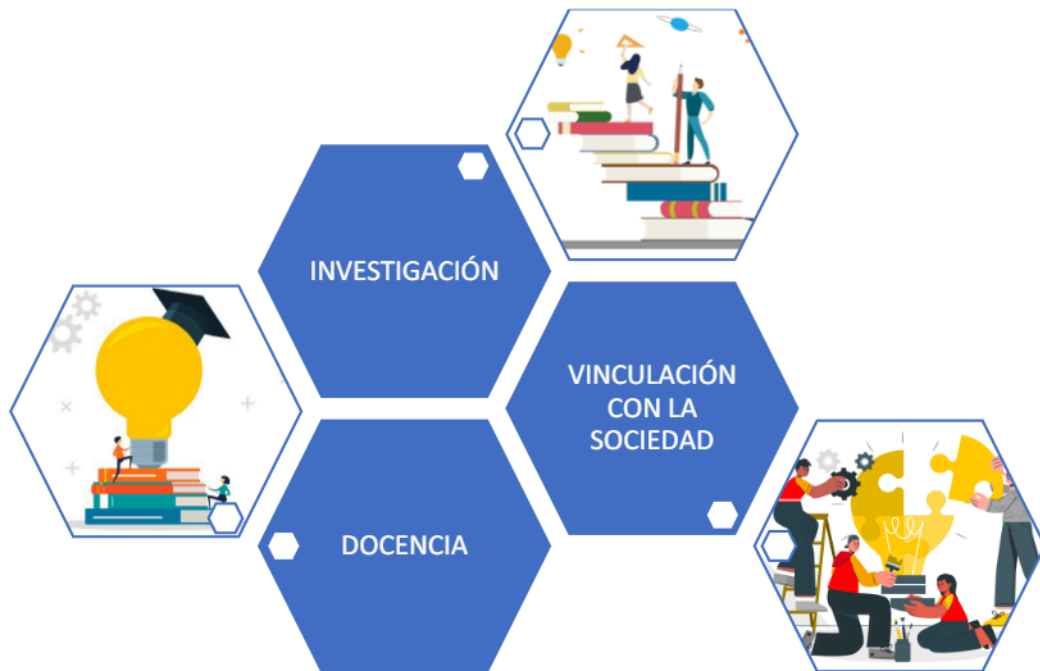 INVESTIGACIÓN
VINCULACIÓN
CON LA
SOCIEDAD
DOCENCIA